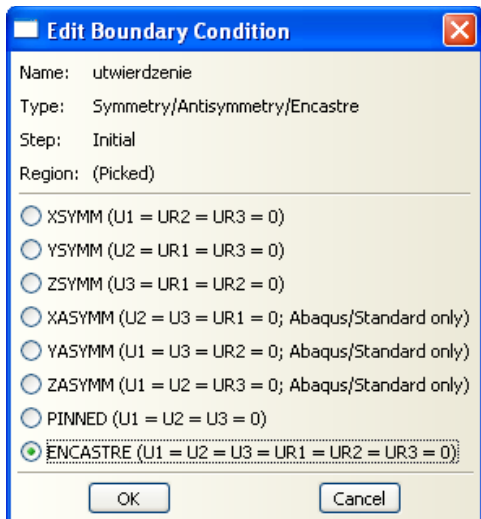 Edit Boundary Condition
Name: utwierdzenie
Type: Symmetry/Antisymmetry/Encastre
Step: Initial
Region: (Picked)
XSYMM (U1 = UR2 = UR3 = 0)
YSYMM (U2 = UR1 = UR3 = 0)
ZSYMM (U3 = UR1 = UR2 = 0)
XASYMM (U2 = U3 = UR1 = 0; Abaqus/Standard only)
YASYMM (U1 = U3 = UR2 = 0; Abaqus/Standard only)
ZASYMM (U1 = U2 = UR3 = 0; Abaqus/Standard only)
PINNED (U1 = U2 = U3 = 0)
ENCASTRE (U1 = U2 = U3 = UR1 = UR2 = UR3 = 0)
OK Cancel